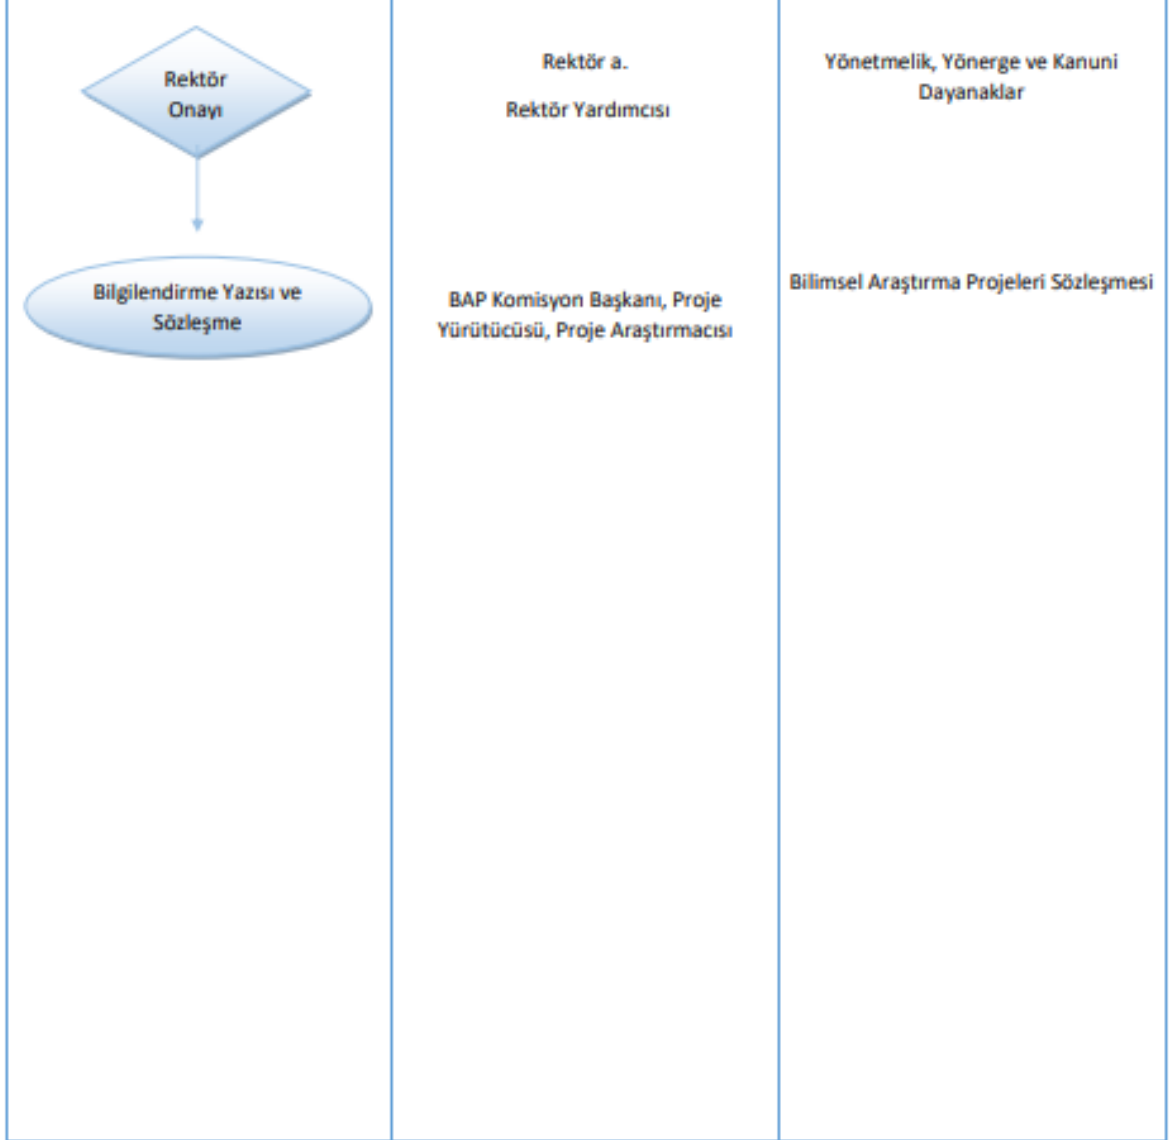 Rektör
Onayı
Rektör a.
Rektör Yardımcısı
Yönetmelik, Yönerge ve Kanuni
Dayanaklar
Bilgilendirme Yazısı ve
Sözleşme
BAP Komisyon Başkanı, Proje
Yürütücüsü, Proje Araştırmacısı
Bilimsel Araştırma Projeleri Sözleşmesi